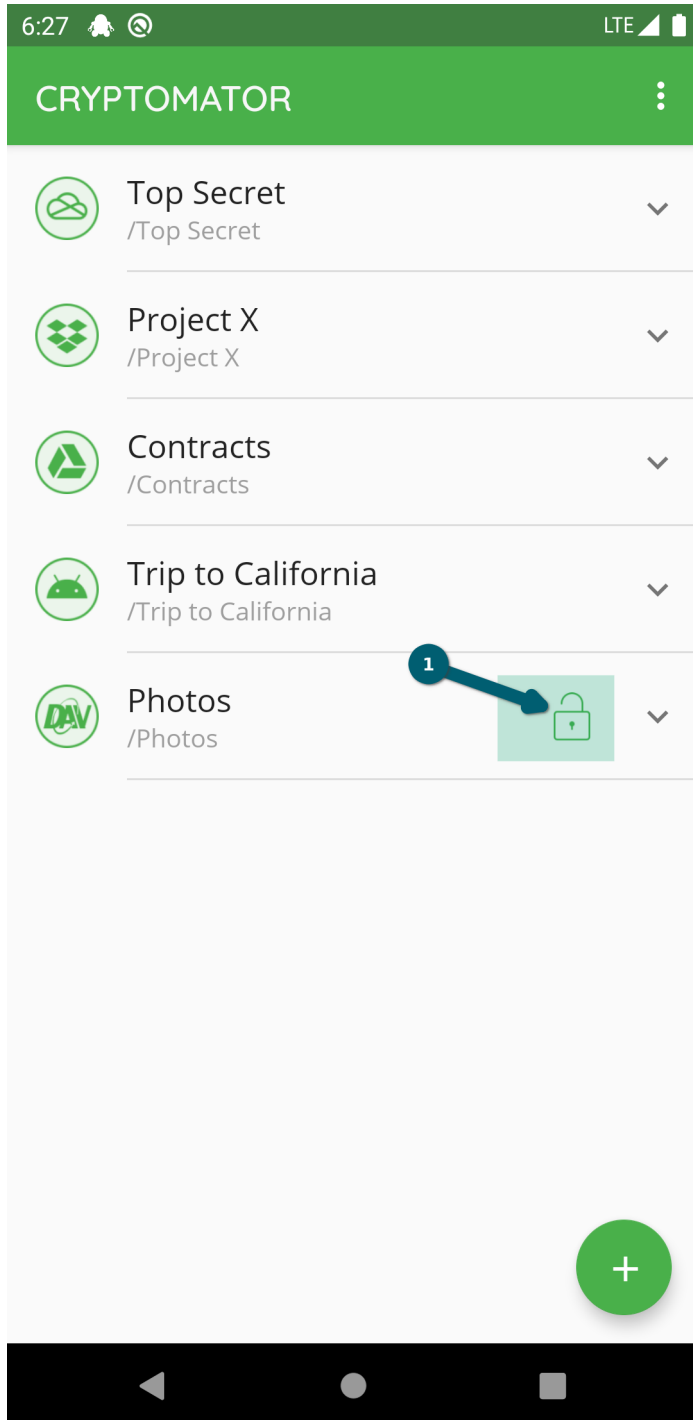 6:27
LTE
CRYPTOMATOR
Top Secret
/Top Secret
Project X
/Project X
Contracts
/Contracts
Trip to California
/Trip to California
1
DAV
Photos
/Photos
+